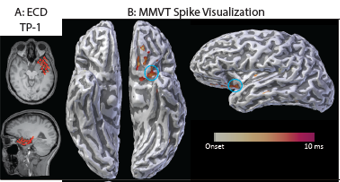 A: ECD
TP-1
B: MMVT Spike Visualization
Onset
10 ms